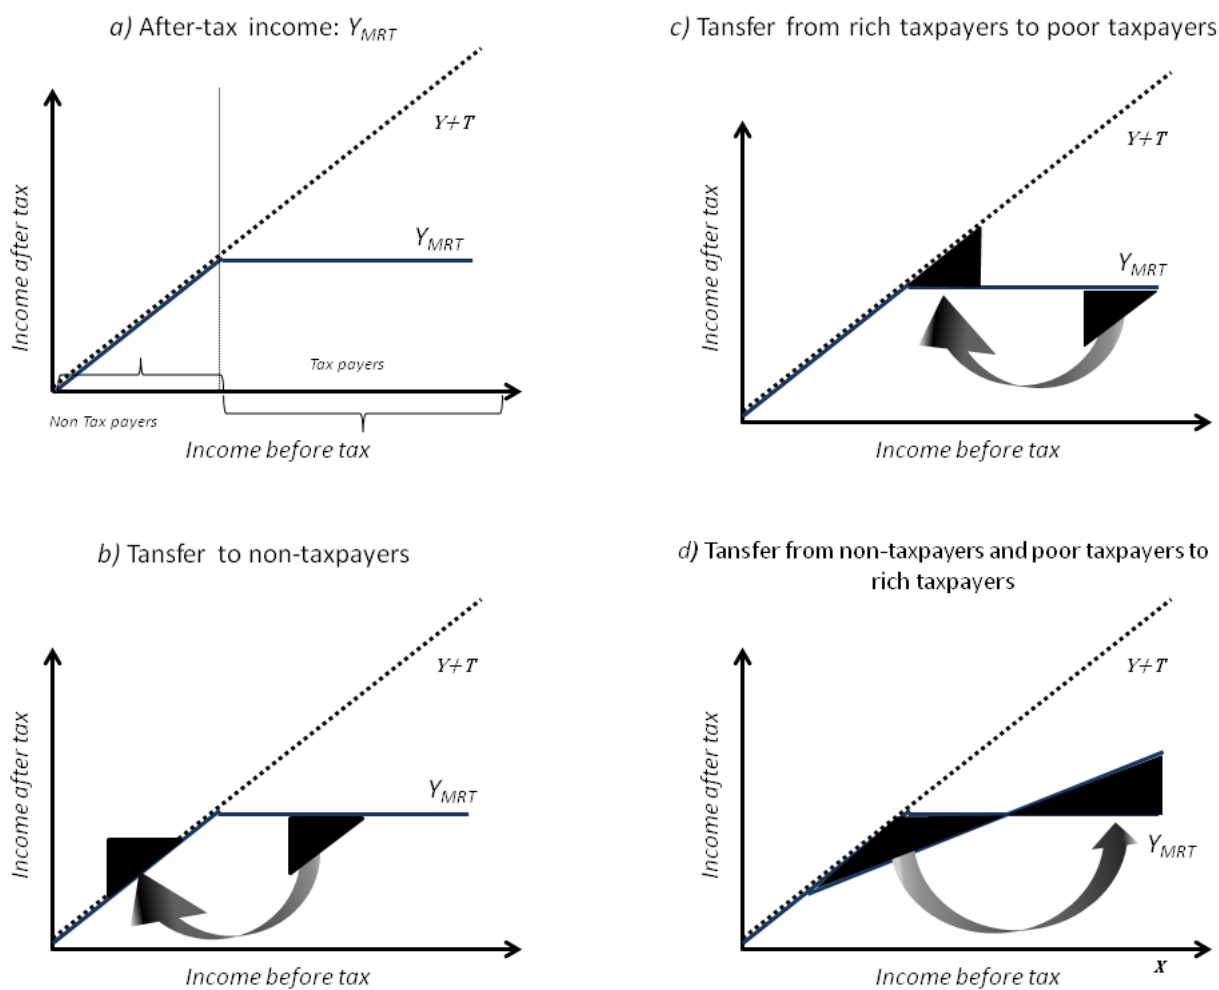 a) After-tax income: YMRT
Y+T
YMRT
Income after tax
Tax payers
Non Tax payers
Income before tax
c) Tansfer from rich taxpayers to poor taxpayers
Y+T
YMRT
Income after tax
Income before tax
b) Tansfer to non-taxpayers
Y+T
YMRT
Income after tax
Income before tax
d) Tansfer from non-taxpayers and poor taxpayers to
rich taxpayers
Y+T
YMRT
Income after tax
X
Income before tax